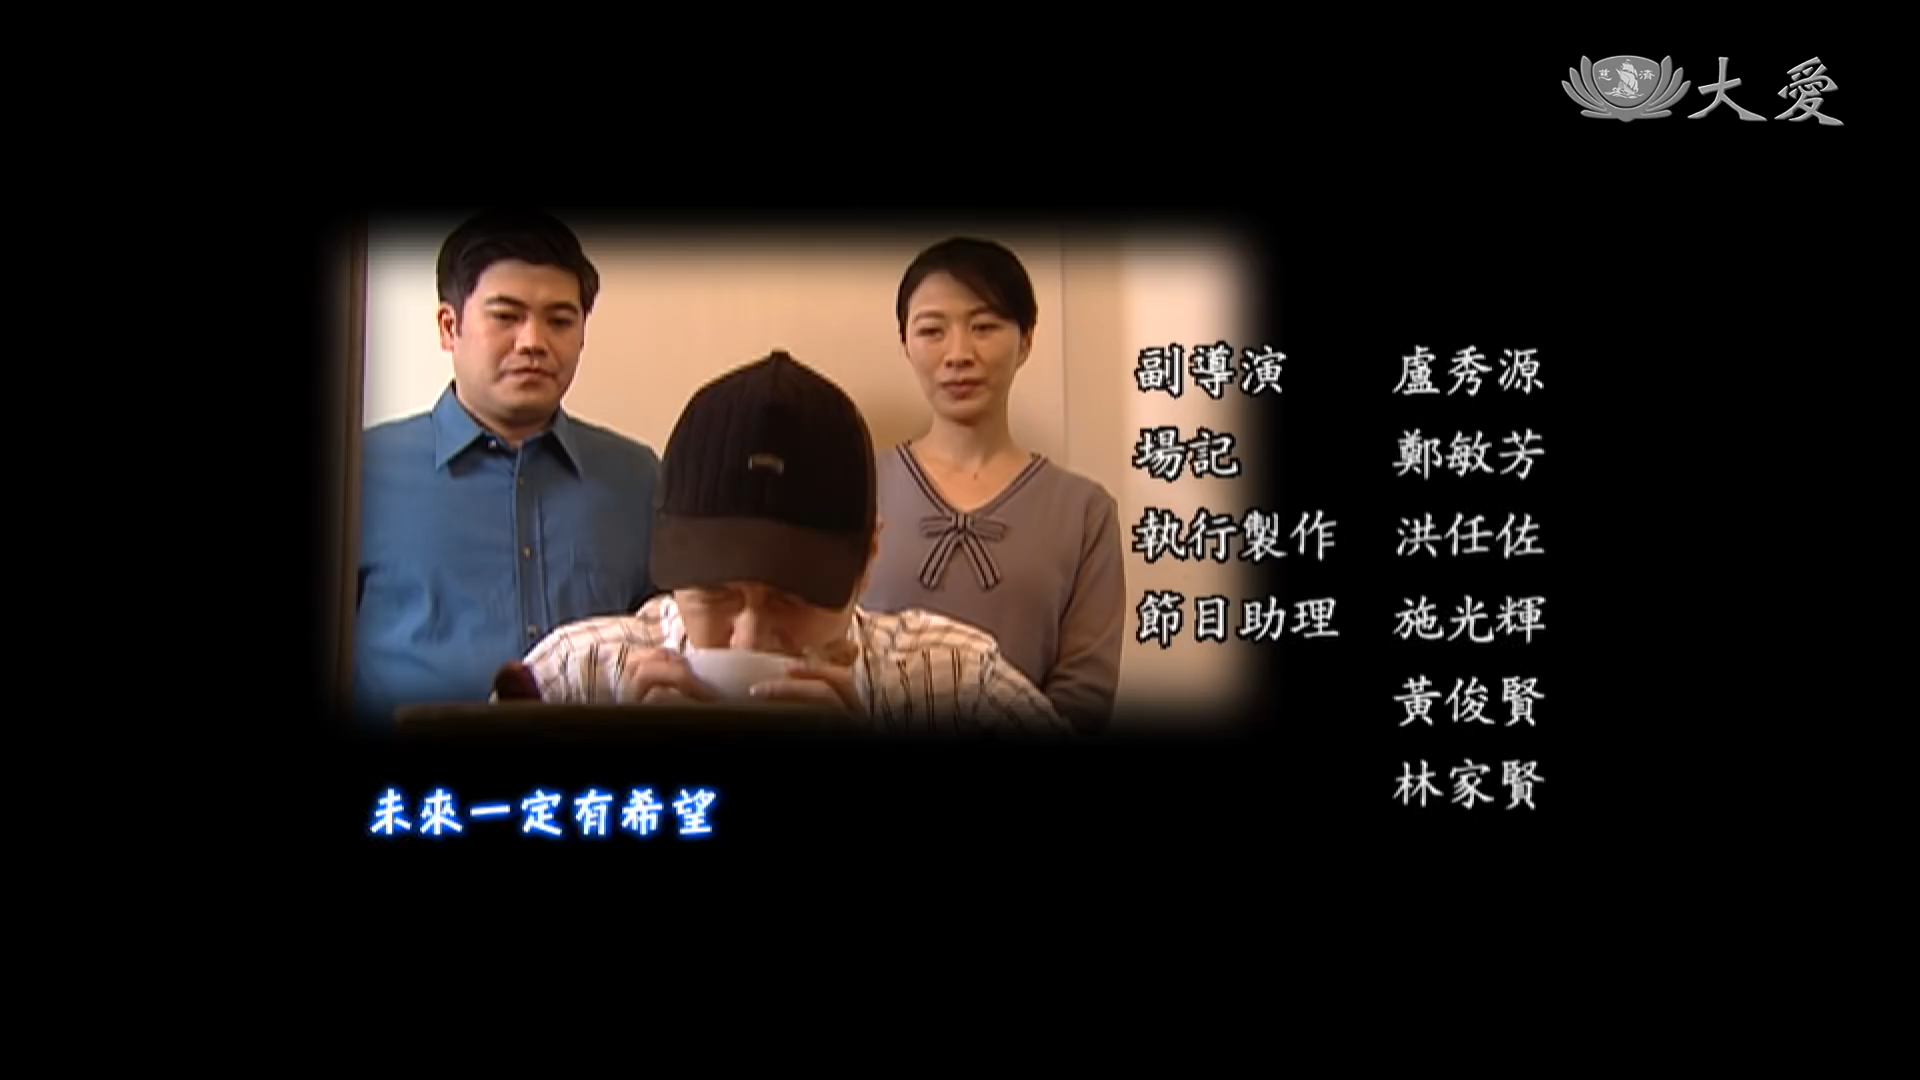 慈濟
大愛
副導演 盧秀源
場記 鄭敏芳
執行製作 洪任佐
節目助理 施光輝
黃俊賢
林家賢
未來一定有希望